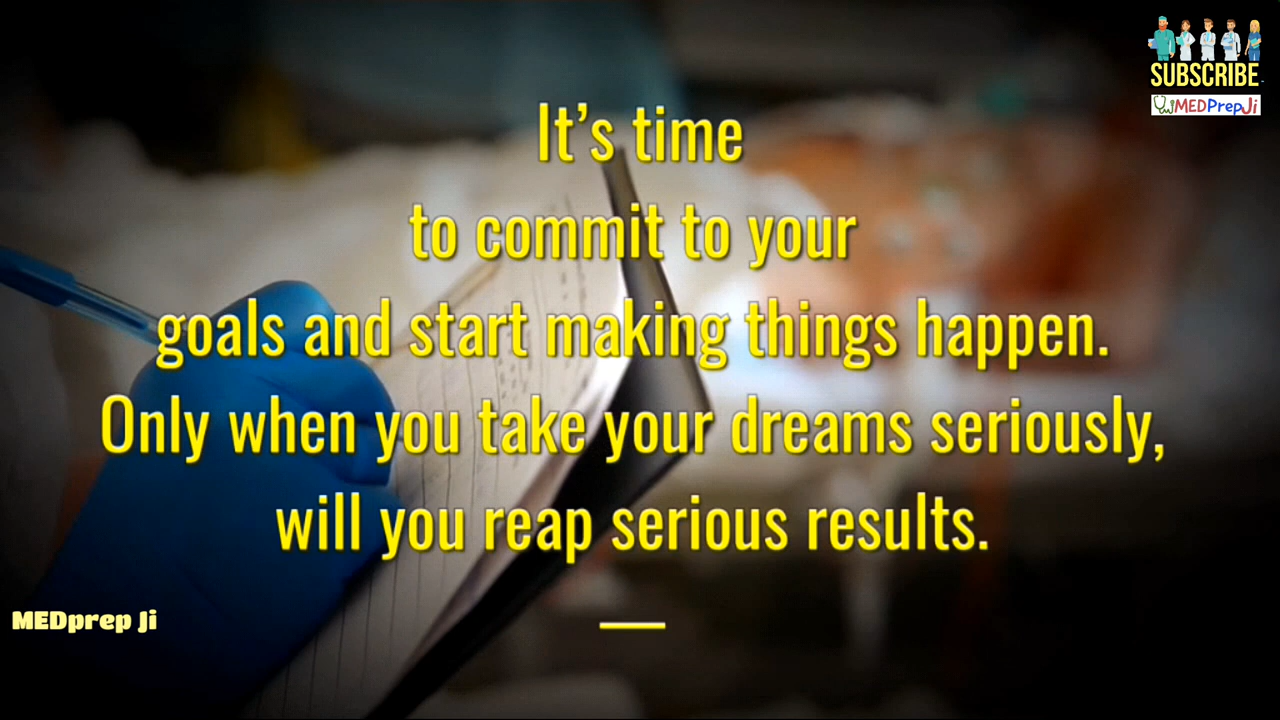 SUBSCRIBE
MEDPrepJi
It's time
to commit to your
goals and start making things happen.
Only when you take your dreams seriously,
will you reap serious results.
MEDprep Ji